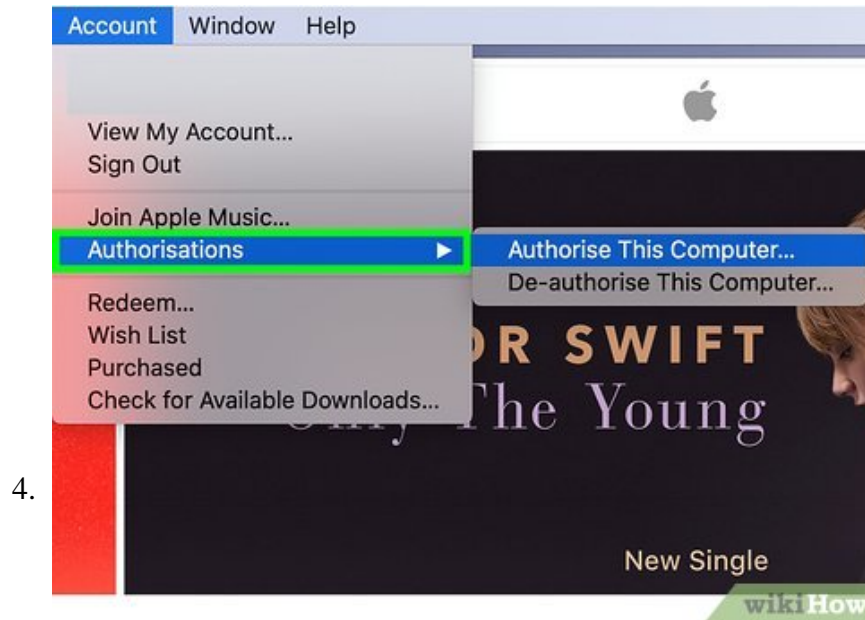 Account Window Help
View My Account...
Sign Out
Join Apple Music...
Authorisations
Authorise This Computer...
De-authorise This Computer...
Redeem...
Wish List
Purchased
Check for Available Downloads...
SWIFT
The Young
4.
New Single
wikiHow